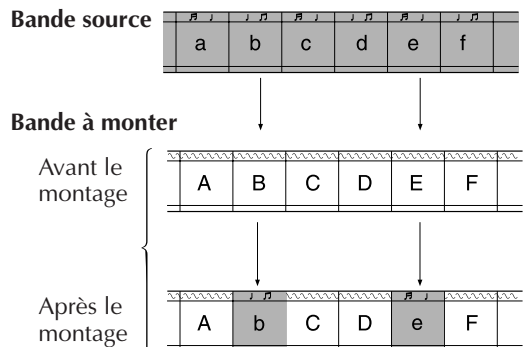 Bande source
a b c d e f
Bande à monter
Avant le
montage
A B C D E F
Après le
montage
A b C D e F